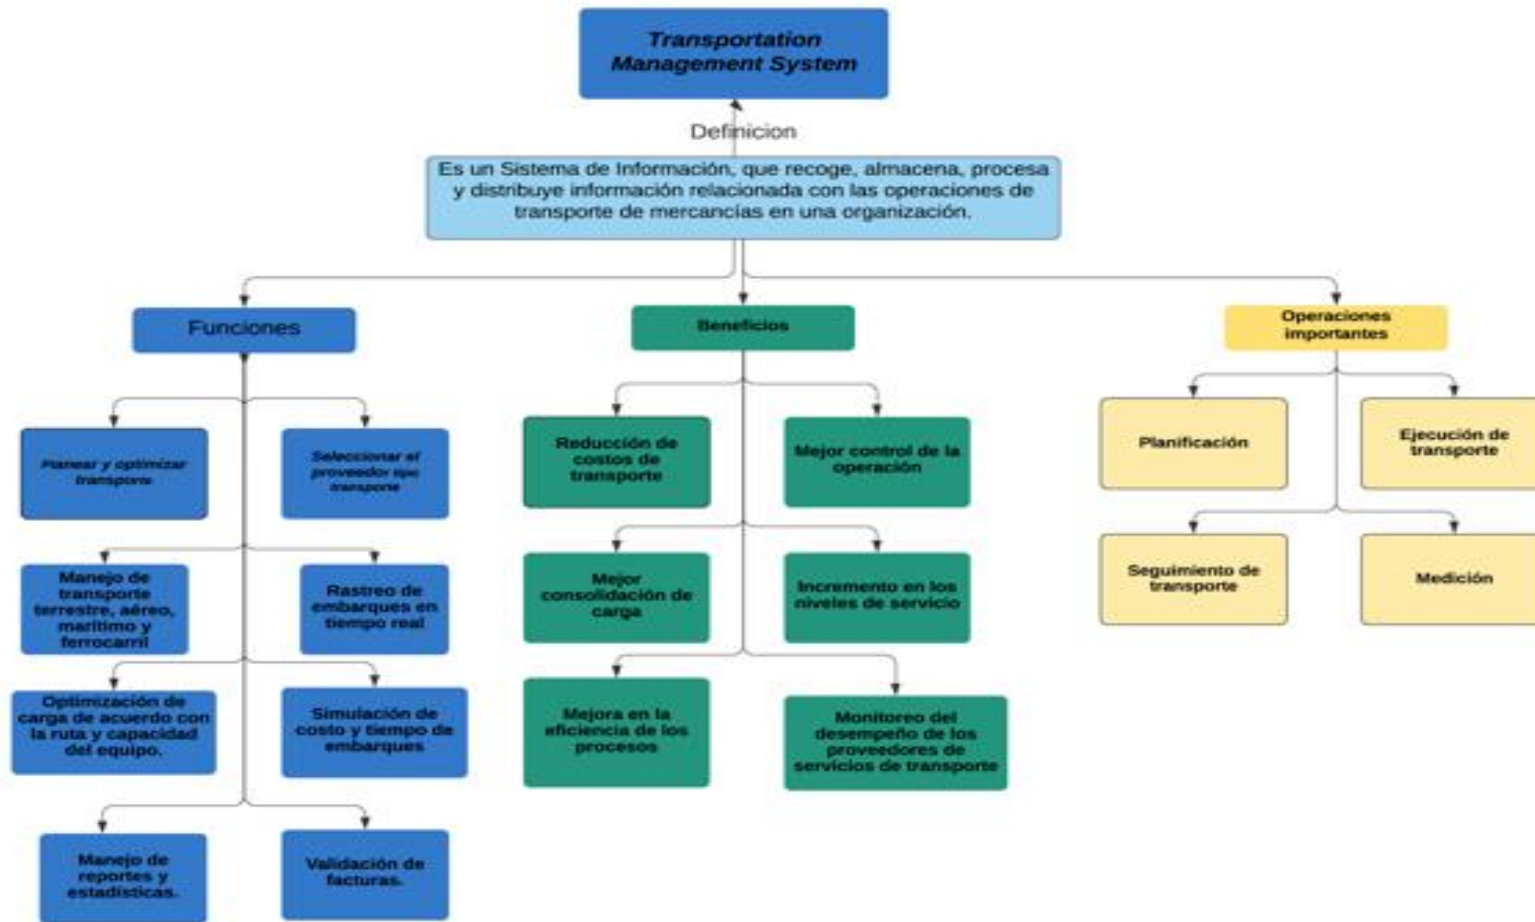 Transportation
Management System
Definicion
Es un Sistema de Información, que recoge, almacena, procesa
y distribuye información relacionada con las operaciones de
transporte de mercancías en una organización.
Funciones
Beneficios
Operaciones
importantes
Planear y optimizar
transporte
Seleccionar el
proveedor tipo
transporte
Reducción de
costos de
transporte
Mejor control de la
operación
Planificación
Ejecución de
transporte
Manejo de
transporte
terrestre, aéreo,
marítimo y
ferrocarril
Rastreo de
embarques en
tiempo real
Mejor
consolidación de
carga
Incremento en los
niveles de servicio
Seguimiento de
transporte
Medición
Optimización de
carga de acuerdo con
la ruta y capacidad
del equipo.
Simulación de
costo y tiempo de
embarques
Mejora en la
eficiencia de los
procesos
Monitoreo del
desempeño de los
proveedores de
servicios de transporte
Manejo de
reportes y
estadísticas.
Validación de
facturas.